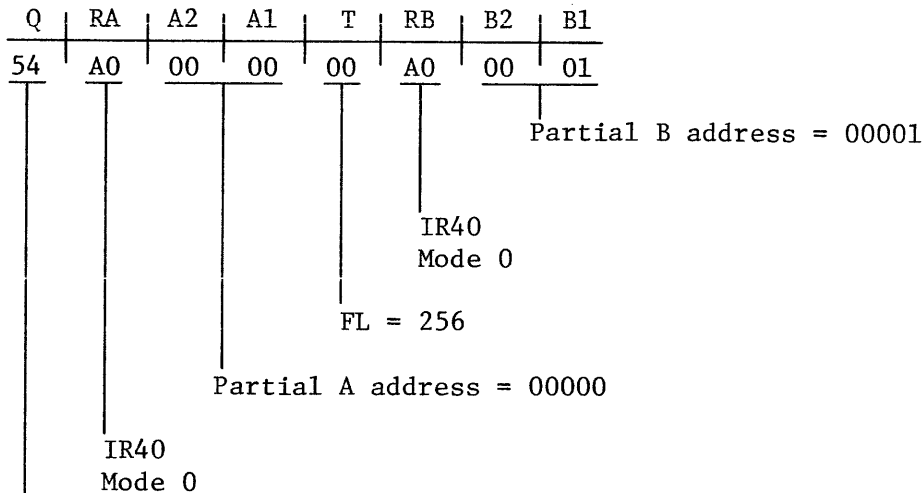 Q RA A2 A1 T RB B2 B1
54 A0 00 00 00 A0 00 01
Partial B address = 00001
IR40
Mode 0
FL = 256
Partial A address = 00000
IR40
Mode 0